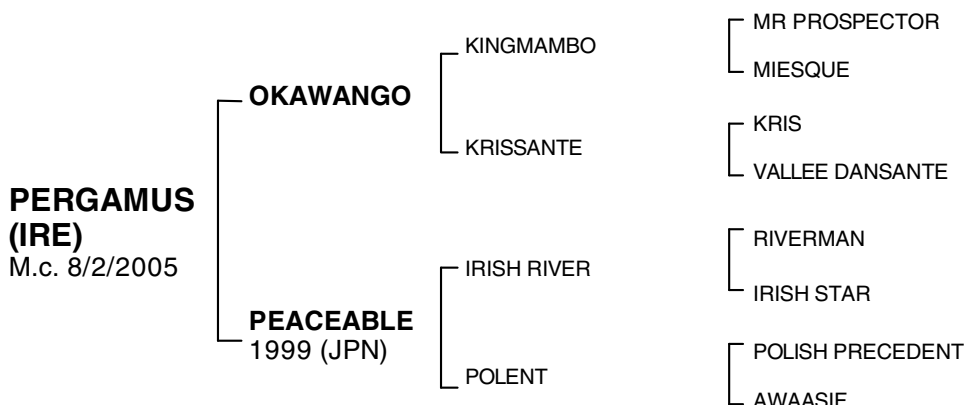 PERGAMUS
(IRE)
M.c. 8/2/2005
OKAWANGO
PEACEABLE
1999 (JPN)
KINGMAMBO
KRISSANTE
IRISH RIVER
POLENT
MR PROSPECTOR
MIESQUE
KRIS
VALLEE DANSANTE
RIVERMAN
IRISH STAR
POLISH PRECEDENT
AWAASIF